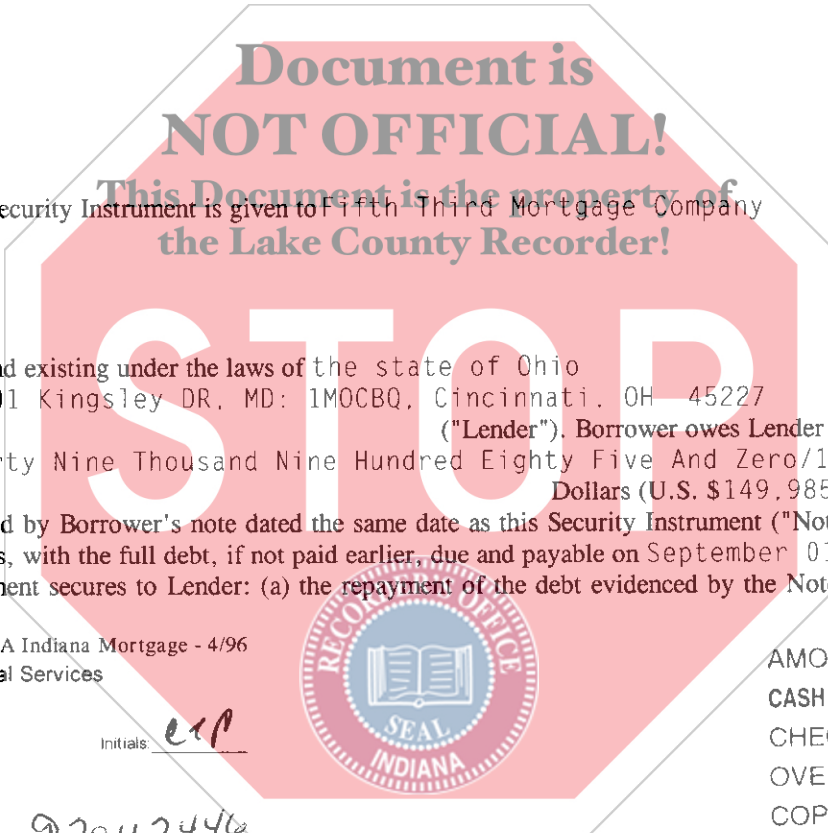 Document is
NOT OFFICIAL!
This Document is the property of
ecurity Instrument is given to Fifth Third Mortgage Company
the Lake County Recorder!
STOP
d existing under the laws of the state of Ohio
1 Kingsley DR, MD: 1MOCBQ, Cincinnati, OH 45227
("Lender"). Borrower owes Lender
rty Nine Thousand Nine Hundred Eighty Five And Zero/1
Dollars (U.S. $149,985
d by Borrower's note dated the same date as this Security Instrument ("Not
s, with the full debt, if not paid earlier, due and payable on September 01
ent secures to Lender: (a) the repayment of the debt evidenced by the Not
RECORDER'S OFFICE
SEAL
INDIANA
A Indiana Mortgage - 4/96
al Services
Initials:
AMO
CASH
CHE
OVE
COP